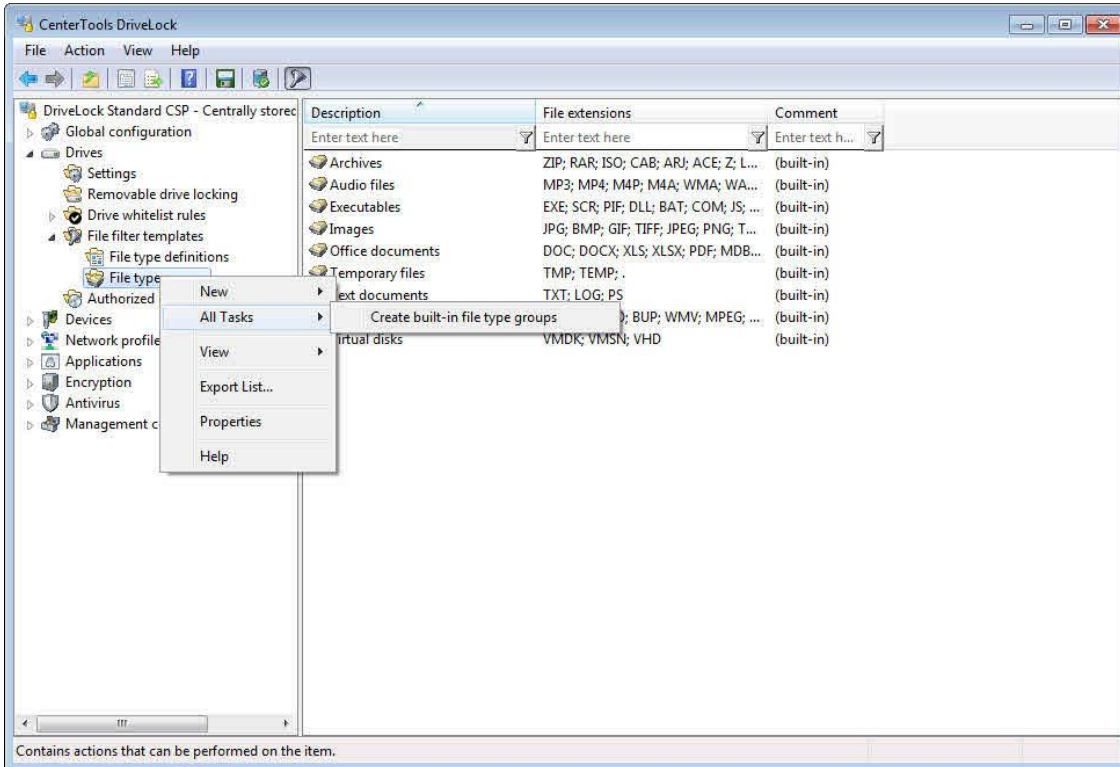 CenterTools DriveLock
File Action View Help
DriveLock Standard CSP - Centrally storec
Global configuration
Drives
Settings
Removable drive locking
Drive whitelist rules
File filter templates
File type definitions
File type
Authorized
Devices
Network profile
Applications
Encryption
Antivirus
Management c
New
All Tasks
View
Export List...
Properties
Help
Create built-in file type groups
Description File extensions Comment
Enter text here Enter text here Enter text h...
Archives ZIP; RAR; ISO; CAB; ARJ; ACE; Z; L... (built-in)
Audio files MP3; MP4; M4P; M4A; WMA; WA... (built-in)
Executables EXE; SCR; PIF; DLL; BAT; COM; JS; ... (built-in)
Images JPG; BMP; GIF; TIFF; JPEG; PNG; T... (built-in)
Office documents DOC; DOCX; XLS; XLSX; PDF; MDB... (built-in)
Temporary files TMP; TEMP; . (built-in)
ext documents TXT; LOG; PS (built-in)
; BUP; WMV; MPEG; ... (built-in)
irtual disks VMDK; VMSN; VHD (built-in)
Contains actions that can be performed on the item.